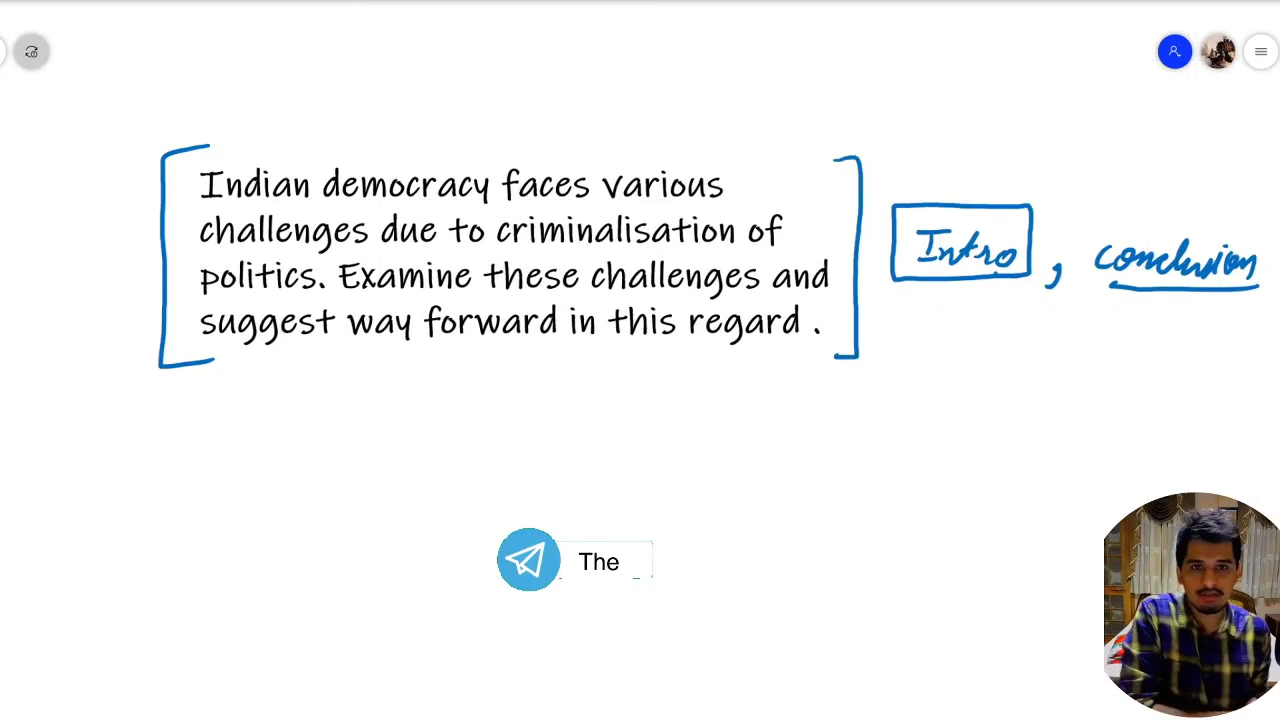 Indian democracy faces various
challenges due to criminalisation of
politics. Examine these challenges and
suggest way forward in this regard .
Intro , conclusion
The